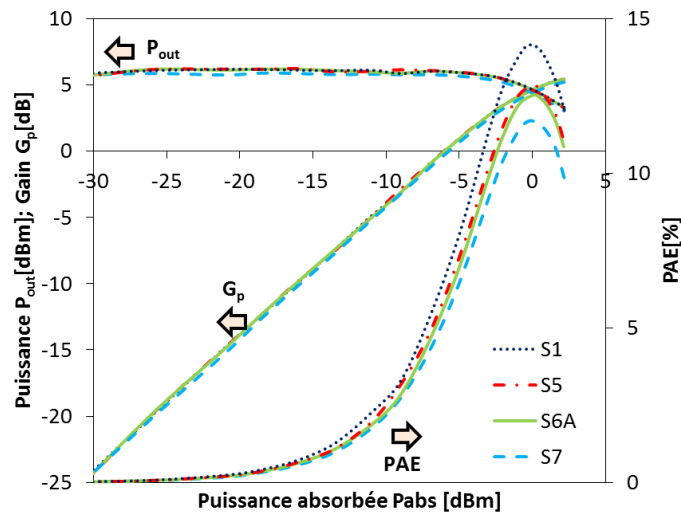 10
5
0
-5
-10
-15
-20
-25
Puissance Pout[dBm]; Gain Gp[dB]
-30
-25
-20
-15
-10
-5
0
5
15
10
5
0
PAE[%]
Pout
Gp
PAE
S1
S5
S6A
S7
Puissance absorbée Pabs [dBm]